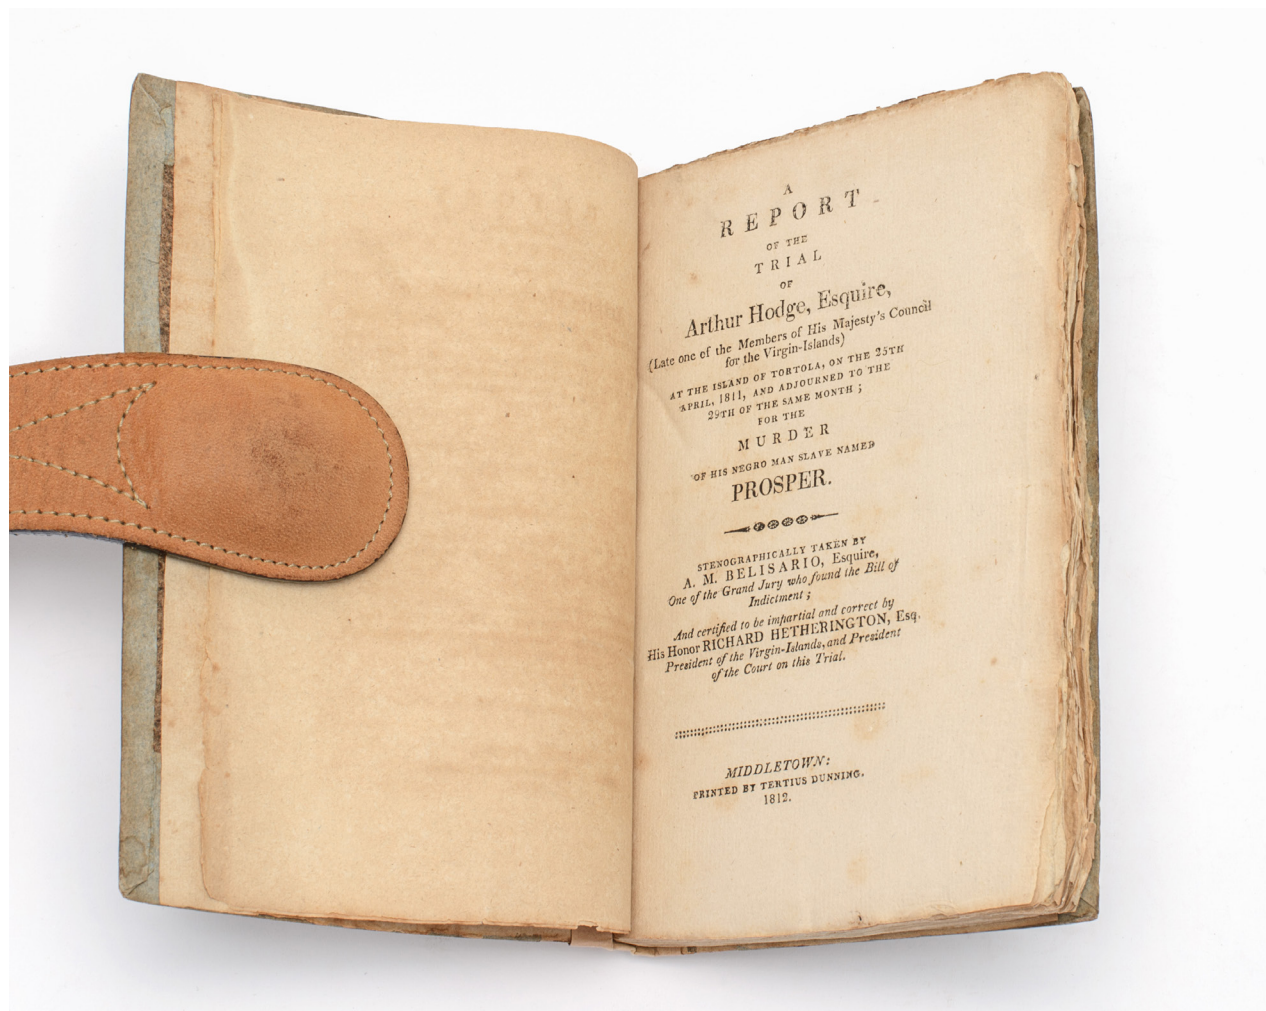 A
REPORT
OF THE
TRIAL
OF
Arthur Hodge, Esquire,
(Late one of the Members of His Majesty's Council
for the Virgin-Islands)
AT THE ISLAND OF TORTOLA, ON THE 25TH
APRIL, 1811, AND ADJOURNED TO THE
29TH OF THE SAME MONTH;
FOR THE
MURDER
OF HIS NEGRO MAN SLAVE NAMED
PROSPER.
STENOGRAPHICALLY TAKEN BY
A. M. BELISARIO, Esquire,
One of the Grand Jury who found the Bill of
Indictment;
And certified to be impartial and correct by
His Honor RICHARD HETHERINGTON, Esq.
President of the Virgin-Islands, and President
of the Court on this Trial.
MIDDLETOWN:
PRINTED BY TERTIUS DUNNING.
1812.